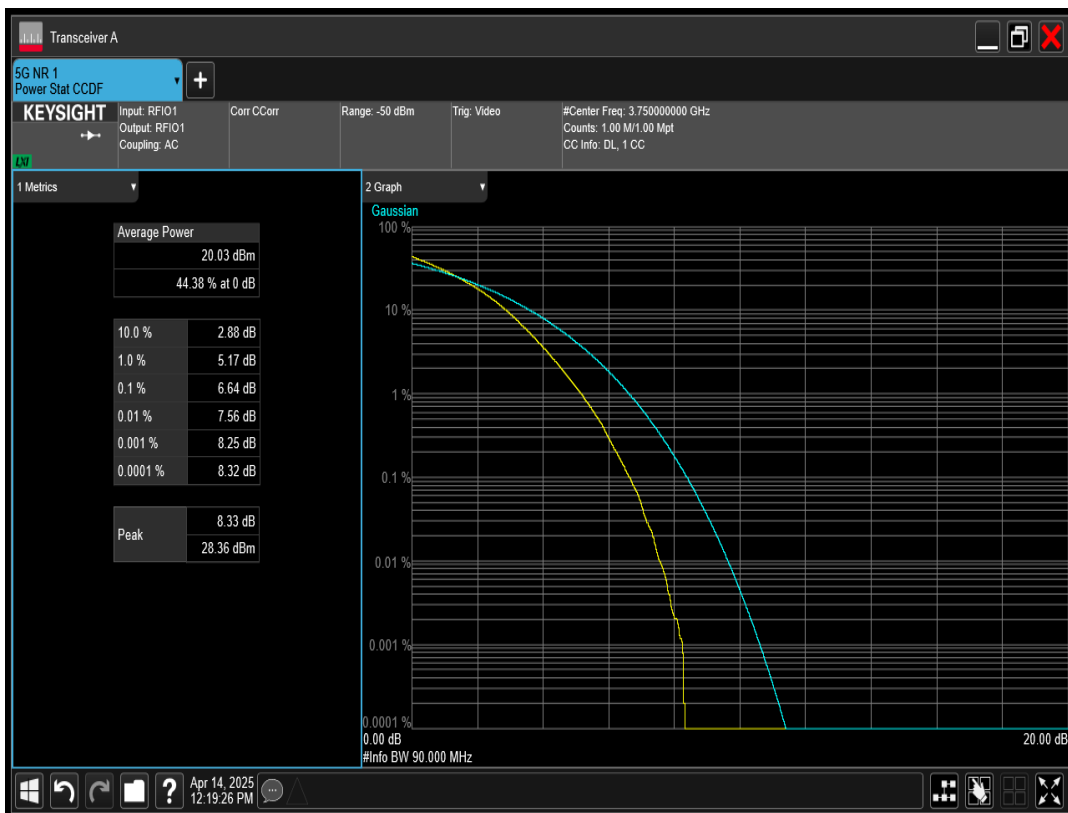 Transceiver A
5G NR 1
Power Stat CCDF
+
KEYSIGHT
LXI
Input: RFIO1
Output: RFIO1
Coupling: AC
Corr CCorr
Range: -50 dBm
Trig: Video
#Center Freq: 3.750000000 GHz
Counts: 1.00 M/1.00 Mpt
CC Info: DL, 1 CC
1 Metrics
Average Power
20.03 dBm
44.38 % at 0 dB
10.0 % 2.88 dB
1.0 % 5.17 dB
0.1 % 6.64 dB
0.01 % 7.56 dB
0.001 % 8.25 dB
0.0001 % 8.32 dB
Peak 8.33 dB
28.36 dBm
2 Graph
Gaussian
100 %
10 %
1 %
0.1 %
0.01 %
0.001 %
0.0001 %
0.00 dB 20.00 dB
#Info BW 90.000 MHz
?
Apr 14, 2025
12:19:26 PM